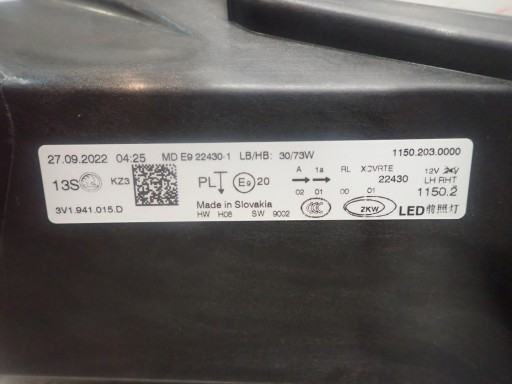 27.09.2022 04:25 MD E9 22430-1 LB/HB: 30/73W 1150.203.0000
13S KZ3 PL E9 20 A 1a RL XCVRTE 12V
22430 LH RHT
02 01 00 01 1150.2
3V1.941.015.D Made in Slovakia
HW H08 SW 9002 CCC ZKW LED前照灯